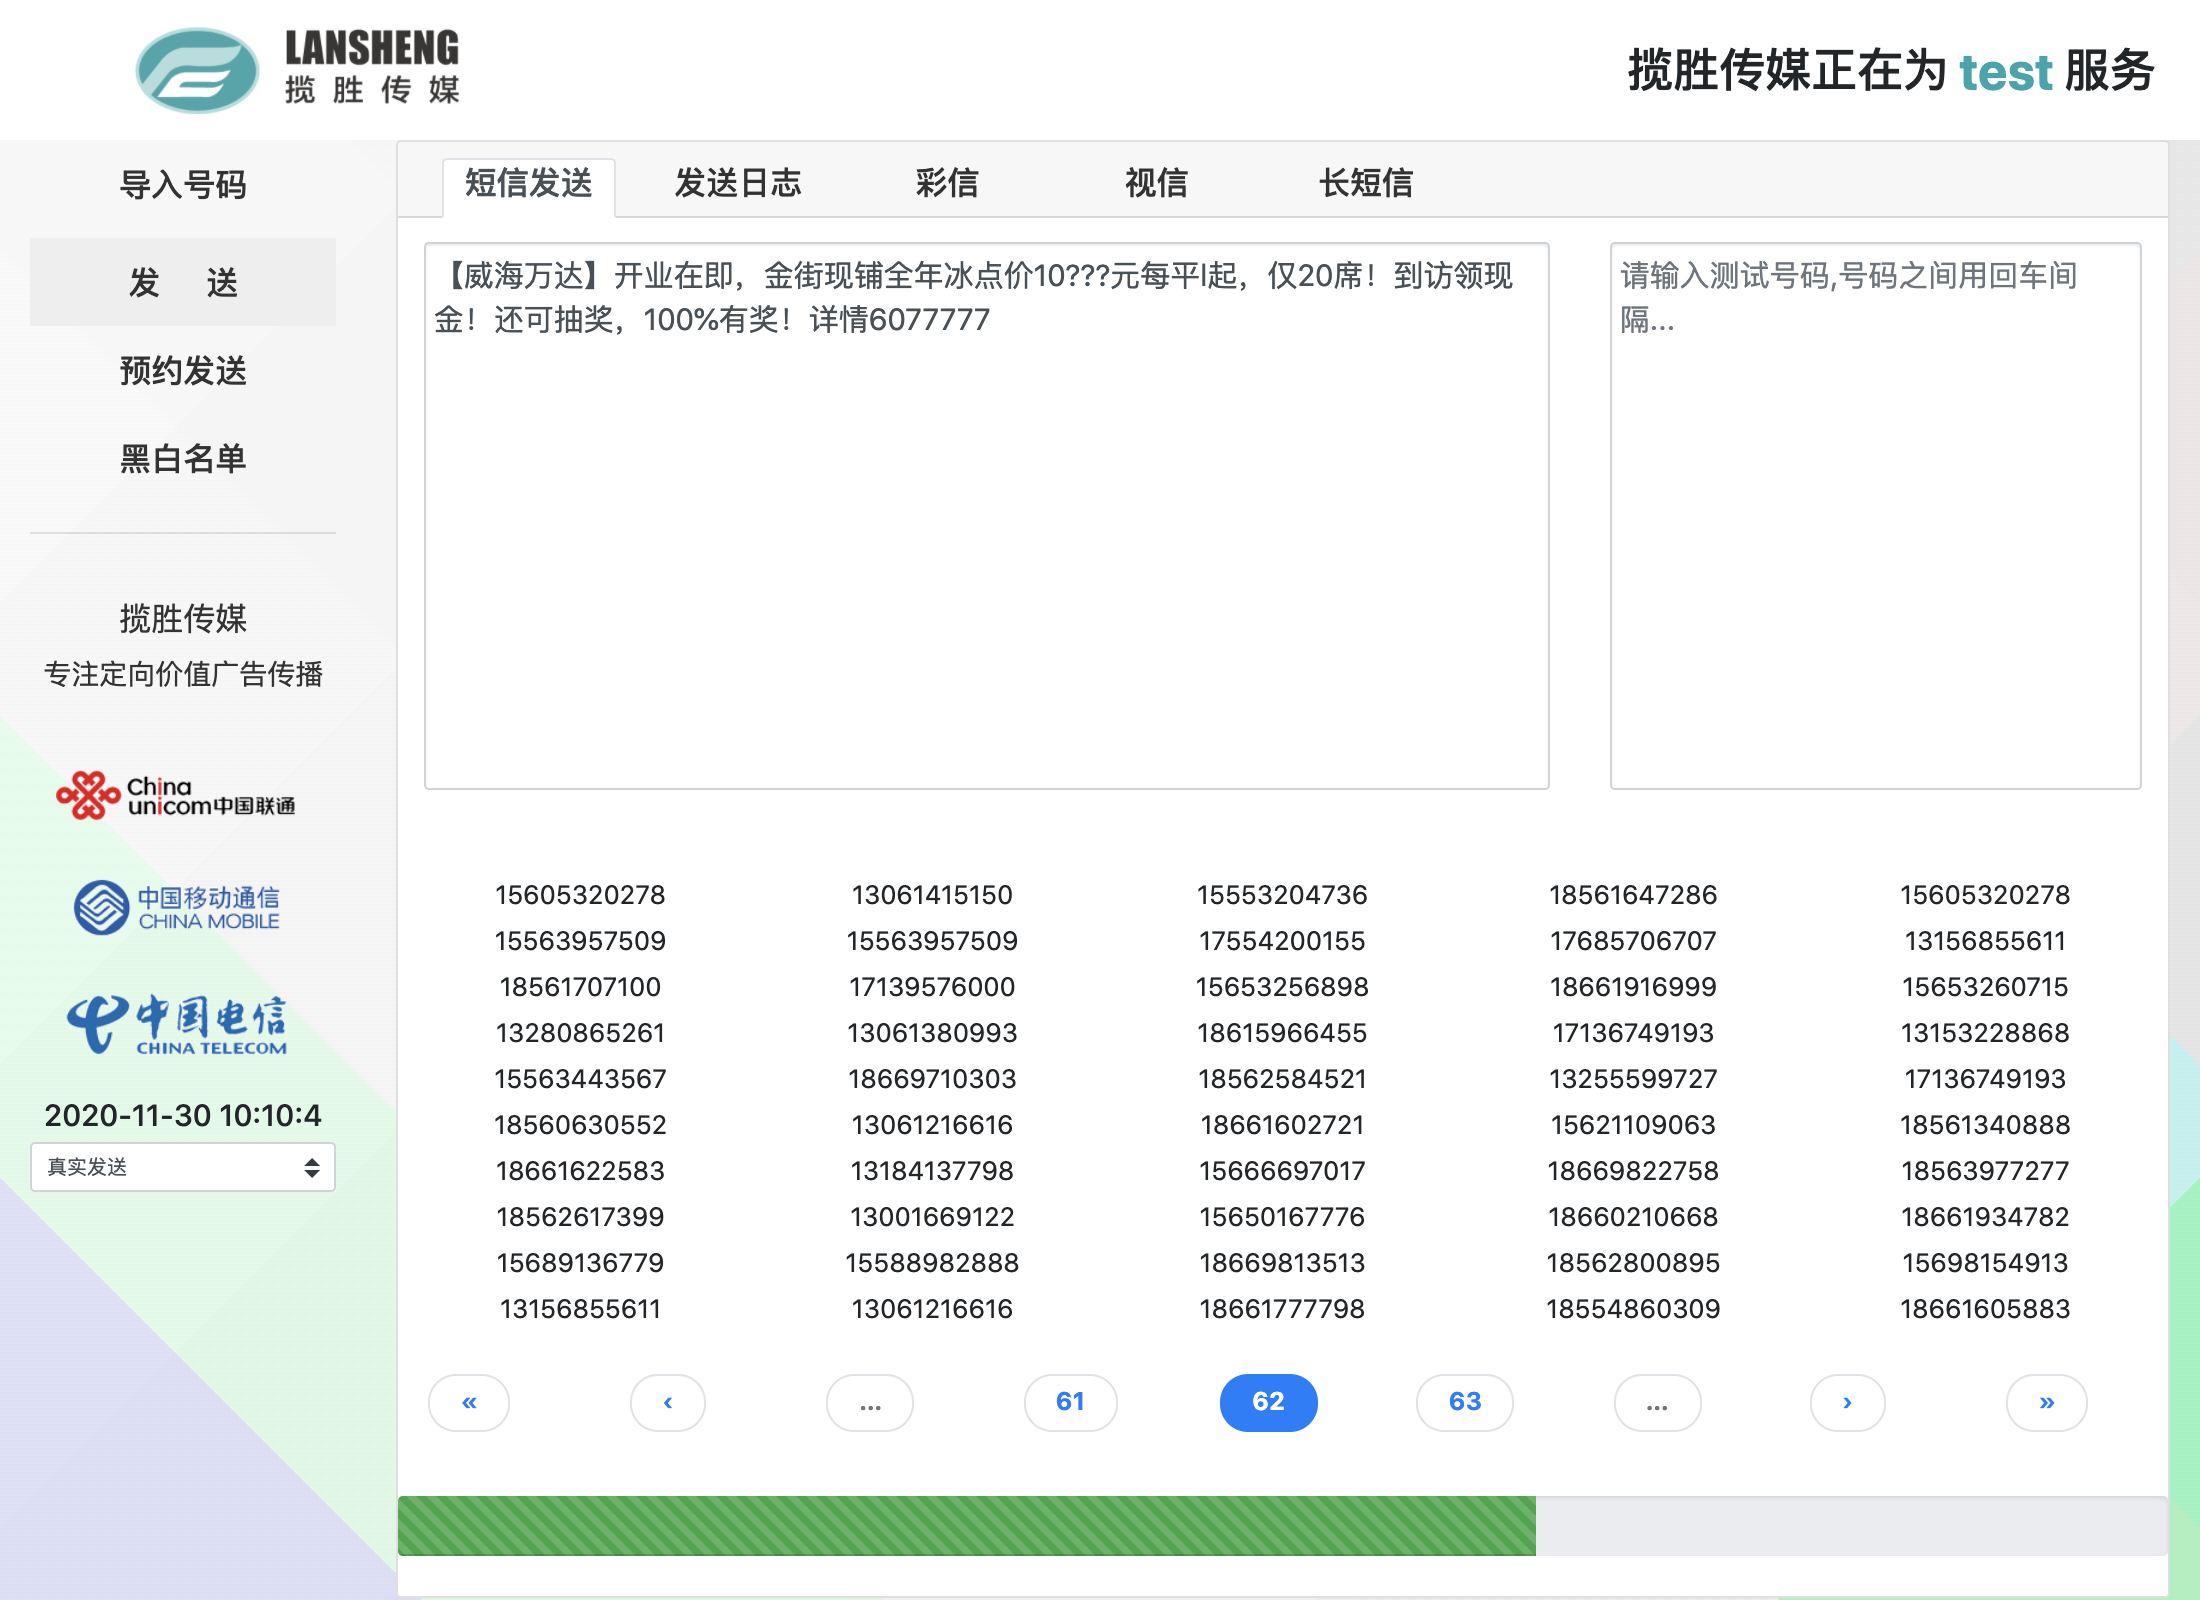 LANSHENG
揽胜传媒
揽胜传媒正在为 test 服务
导入号码
发 送
预约发送
黑白名单
揽胜传媒
专注定向价值广告传播
China
unicom中国联通
中国移动通信
CHINA MOBILE
中国电信
CHINA TELECOM
2020-11-30 10:10:4
真实发送
短信发送 发送日志 彩信 视信 长短信
【威海万达】开业在即，金街现铺全年冰点价10???元每平I起，仅20席！到访领现
金！还可抽奖，100%有奖！详情6077777
请输入测试号码,号码之间用回车间
隔...
15605320278 13061415150 15553204736 18561647286 15605320278
15563957509 15563957509 17554200155 17685706707 13156855611
18561707100 17139576000 15653256898 18661916999 15653260715
13280865261 13061380993 18615966455 17136749193 13153228868
15563443567 18669710303 18562584521 13255599727 17136749193
18560630552 13061216616 18661602721 15621109063 18561340888
18661622583 13184137798 15666697017 18669822758 18563977277
18562617399 13001669122 15650167776 18660210668 18661934782
15689136779 15588982888 18669813513 18562800895 15698154913
13156855611 13061216616 18661777798 18554860309 18661605883
« ‹ ... 61 62 63 ... › »